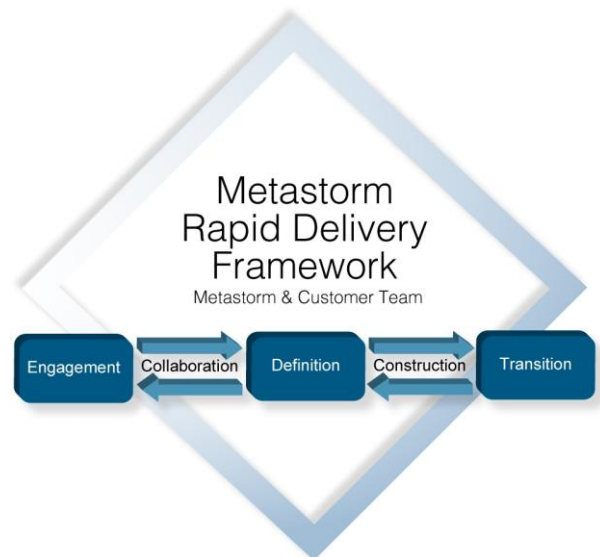 Metastorm
Rapid Delivery
Framework
Metastorm & Customer Team
Engagement
Collaboration
Definition
Construction
Transition